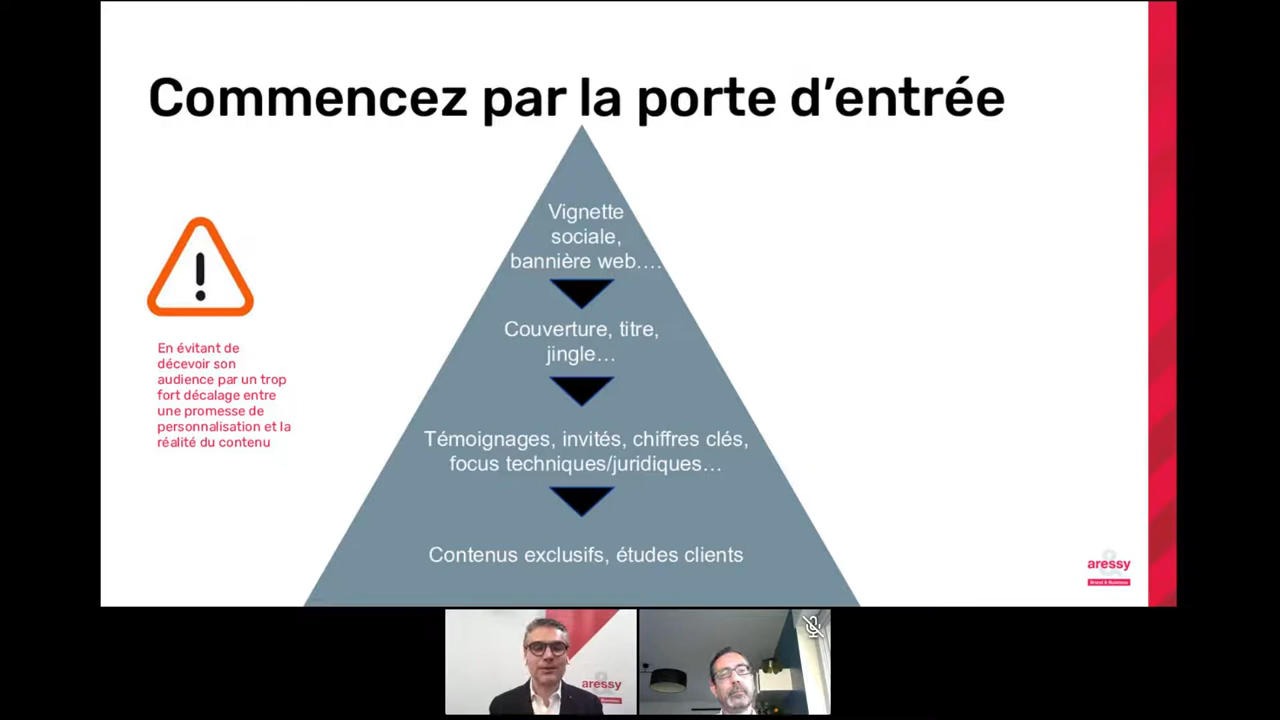 Commencez par la porte d'entrée
Vignette
sociale,
bannière web….
Couverture, titre,
jingle…
Témoignages, invités, chiffres clés,
focus techniques/juridiques…
Contenus exclusifs, études clients
En évitant de
décevoir son
audience par un trop
fort décalage entre
une promesse de
personnalisation et la
réalité du contenu
&
aressy
Brand & Business
aressy